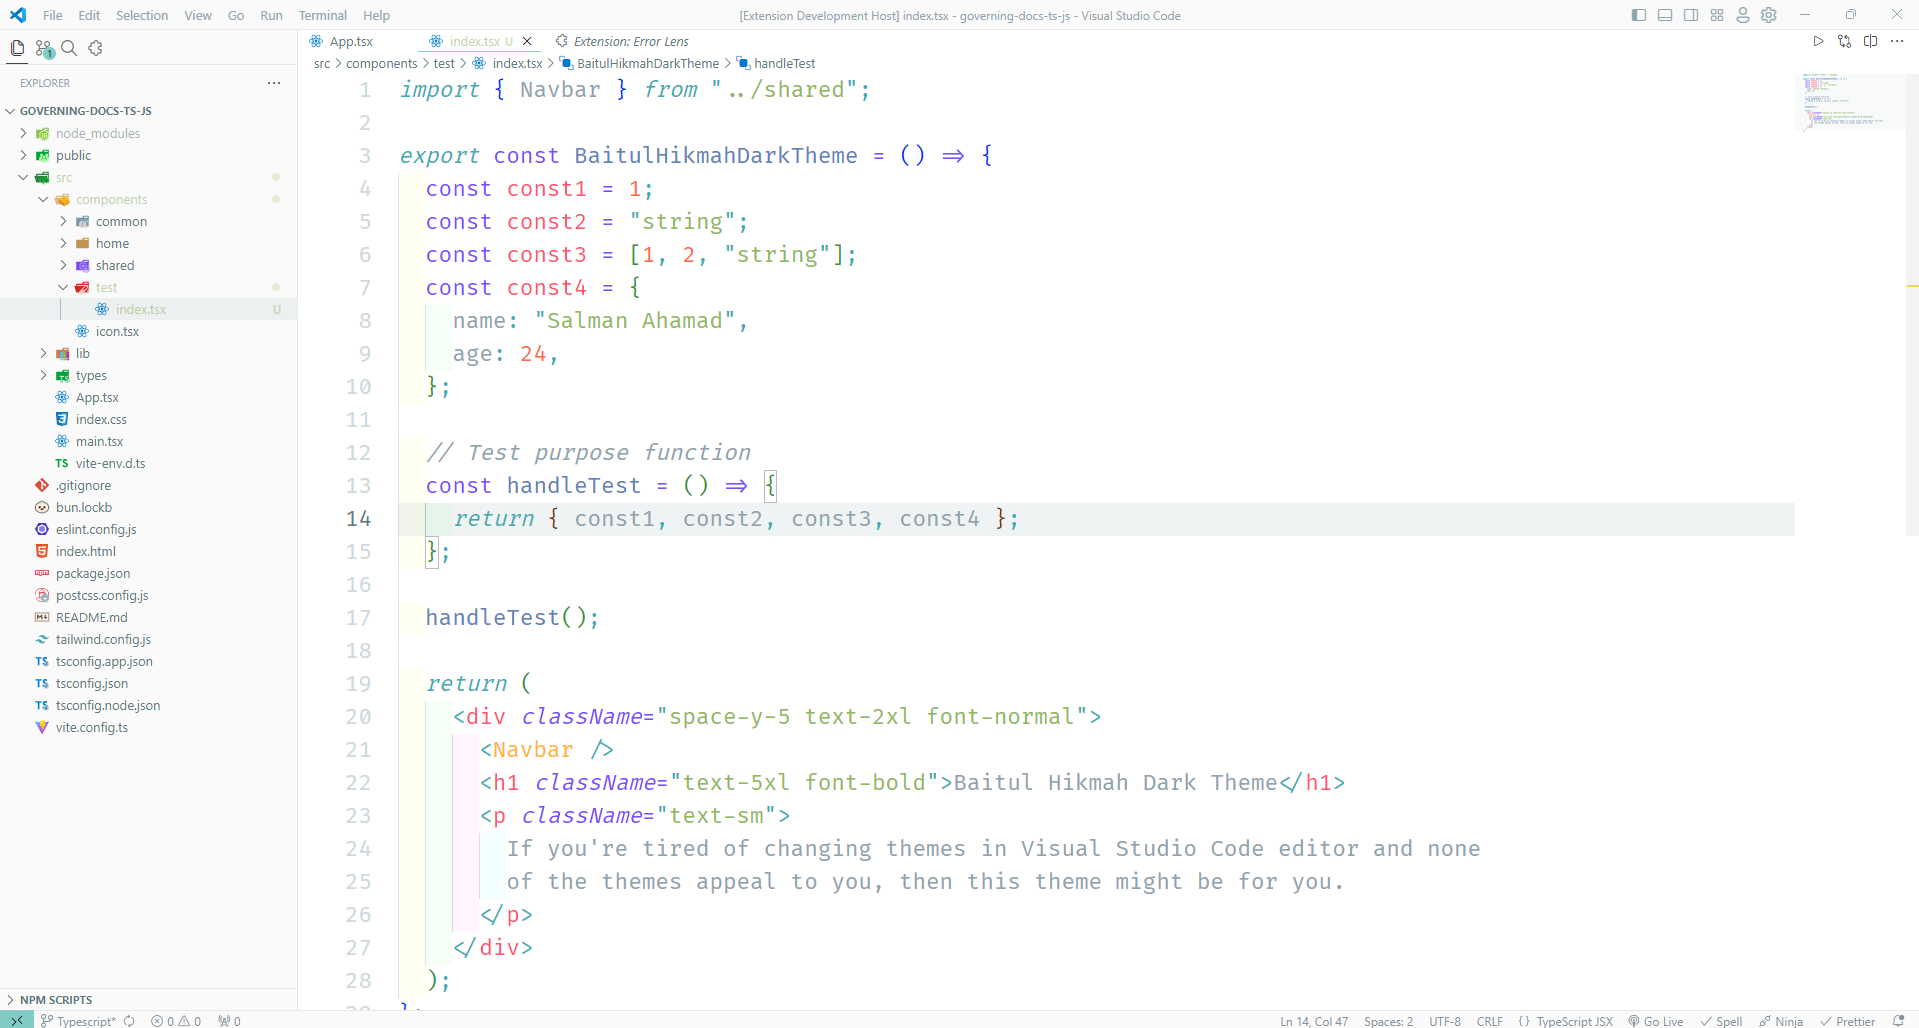 File Edit Selection View Go Run Terminal Help
[Extension Development Host] index.tsx - governing-docs-ts-js - Visual Studio Code
1
App.tsx
index.tsx U
Extension: Error Lens
src > components > test > index.tsx > BaitulHikmahDarkTheme > handleTest
EXPLORER
GOVERNING-DOCS-TS-JS
node_modules
public
src
components
common
home
shared
test
index.tsx U
icon.tsx
lib
types
App.tsx
index.css
main.tsx
TS vite-env.d.ts
.gitignore
bun.lockb
eslint.config.js
index.html
package.json
postcss.config.js
README.md
tailwind.config.js
TS tsconfig.app.json
TS tsconfig.json
TS tsconfig.node.json
vite.config.ts
NPM SCRIPTS
1 import { Navbar } from "../shared";
2
3 export const BaitulHikmahDarkTheme = () => {
4 const const1 = 1;
5 const const2 = "string";
6 const const3 = [1, 2, "string"];
7 const const4 = {
8 name: "Salman Ahamad",
9 age: 24,
10 };
11
12 // Test purpose function
13 const handleTest = () => {
14 return { const1, const2, const3, const4 };
15 };
16
17 handleTest();
18
19 return (
20 <div className="space-y-5 text-2xl font-normal">
21 <Navbar />
22 <h1 className="text-5xl font-bold">Baitul Hikmah Dark Theme</h1>
23 <p className="text-sm">
24 If you're tired of changing themes in Visual Studio Code editor and none
25 of the themes appeal to you, then this theme might be for you.
26 </p>
27 </div>
28 );
Typescript* 0 0 0
Ln 14, Col 47 Spaces: 2 UTF-8 CRLF {} TypeScript JSX Go Live Spell Ninja Prettier